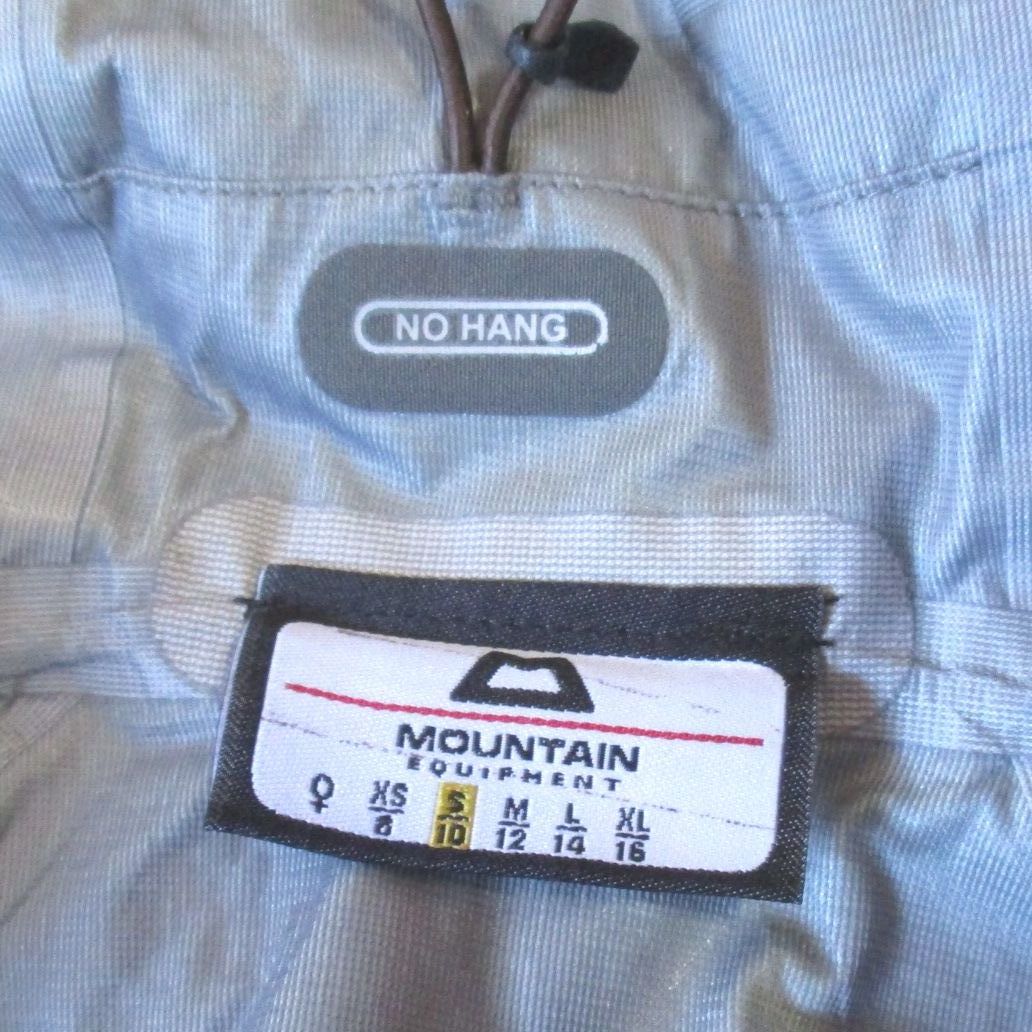 NO HANG
MOUNTAIN
EQUIPMENT
♀ XS S M L XL
8 10 12 14 16